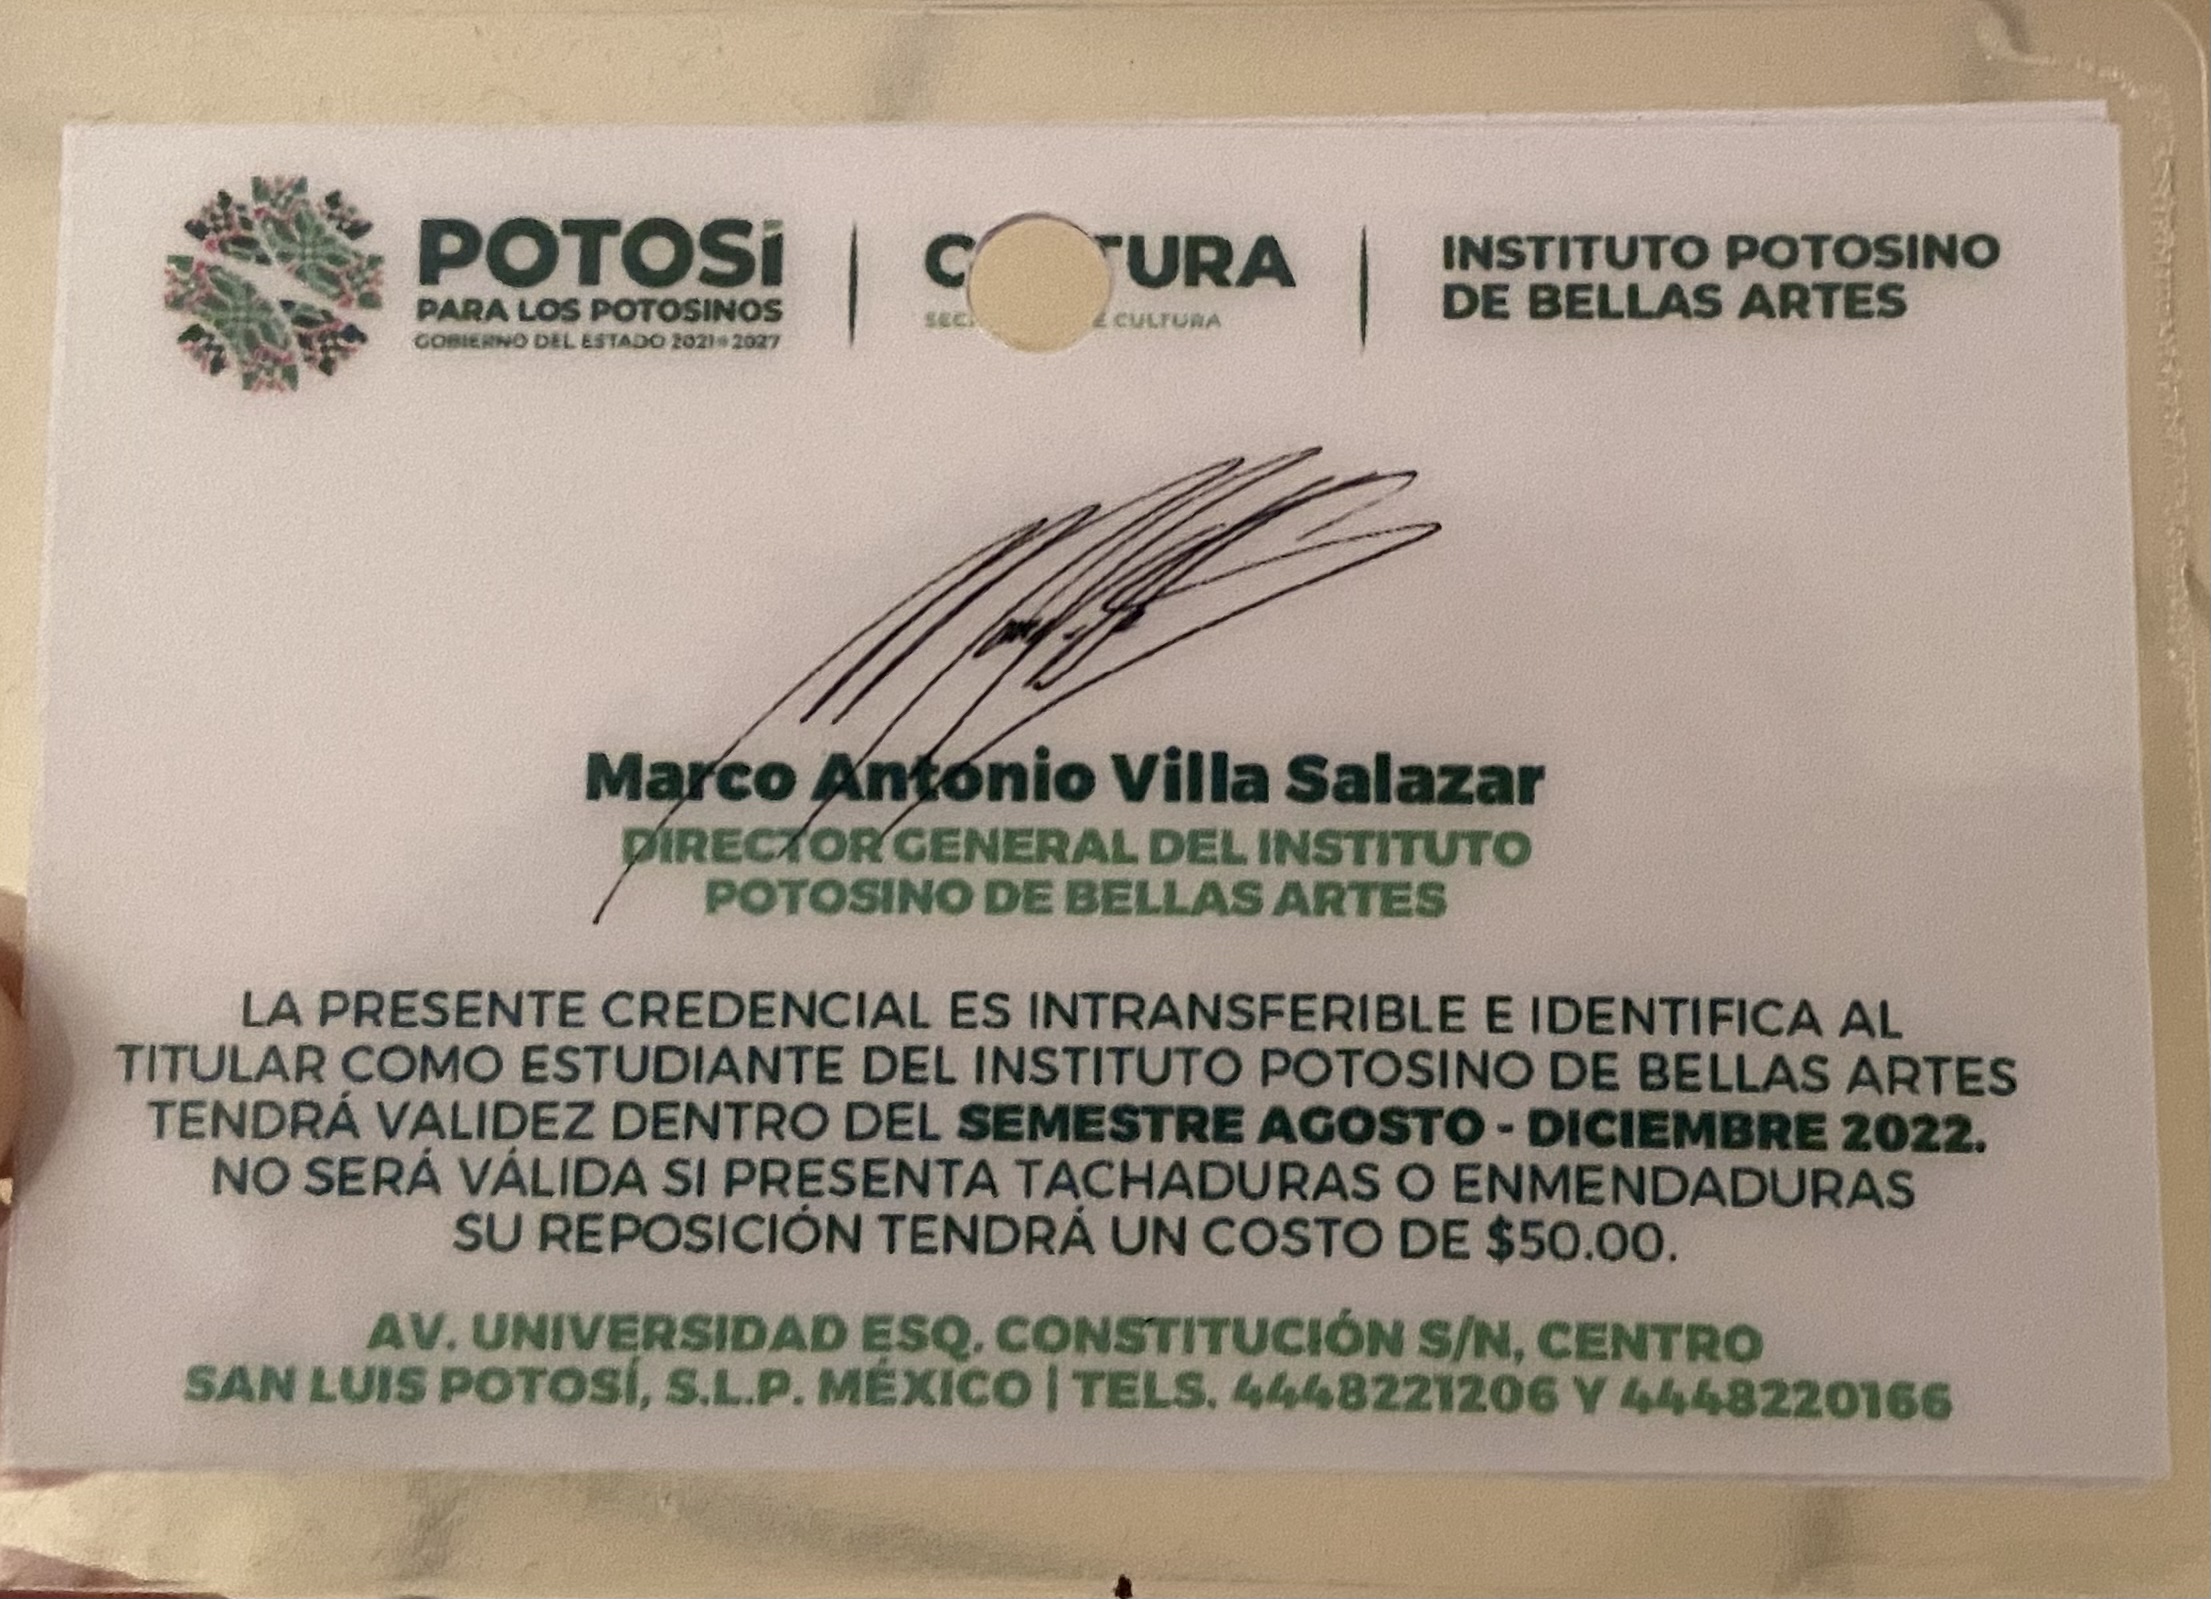 POTOSÍ
PARA LOS POTOSINOS
GOBIERNO DEL ESTADO 2021-2027
C TURA
CULTURA
INSTITUTO POTOSINO
DE BELLAS ARTES
Marco Antonio Villa Salazar
DIRECTOR GENERAL DEL INSTITUTO
POTOSINO DE BELLAS ARTES
LA PRESENTE CREDENCIAL ES INTRANSFERIBLE E IDENTIFICA AL
TITULAR COMO ESTUDIANTE DEL INSTITUTO POTOSINO DE BELLAS ARTES
TENDRÁ VALIDEZ DENTRO DEL SEMESTRE AGOSTO - DICIEMBRE 2022.
NO SERÁ VÁLIDA SI PRESENTA TACHADURAS O ENMENDADURAS
SU REPOSICIÓN TENDRÁ UN COSTO DE $50.00.
AV. UNIVERSIDAD ESQ. CONSTITUCIÓN S/N, CENTRO
SAN LUIS POTOSÍ, S.L.P. MÉXICO | TELS. 4448221206 Y 4448220166